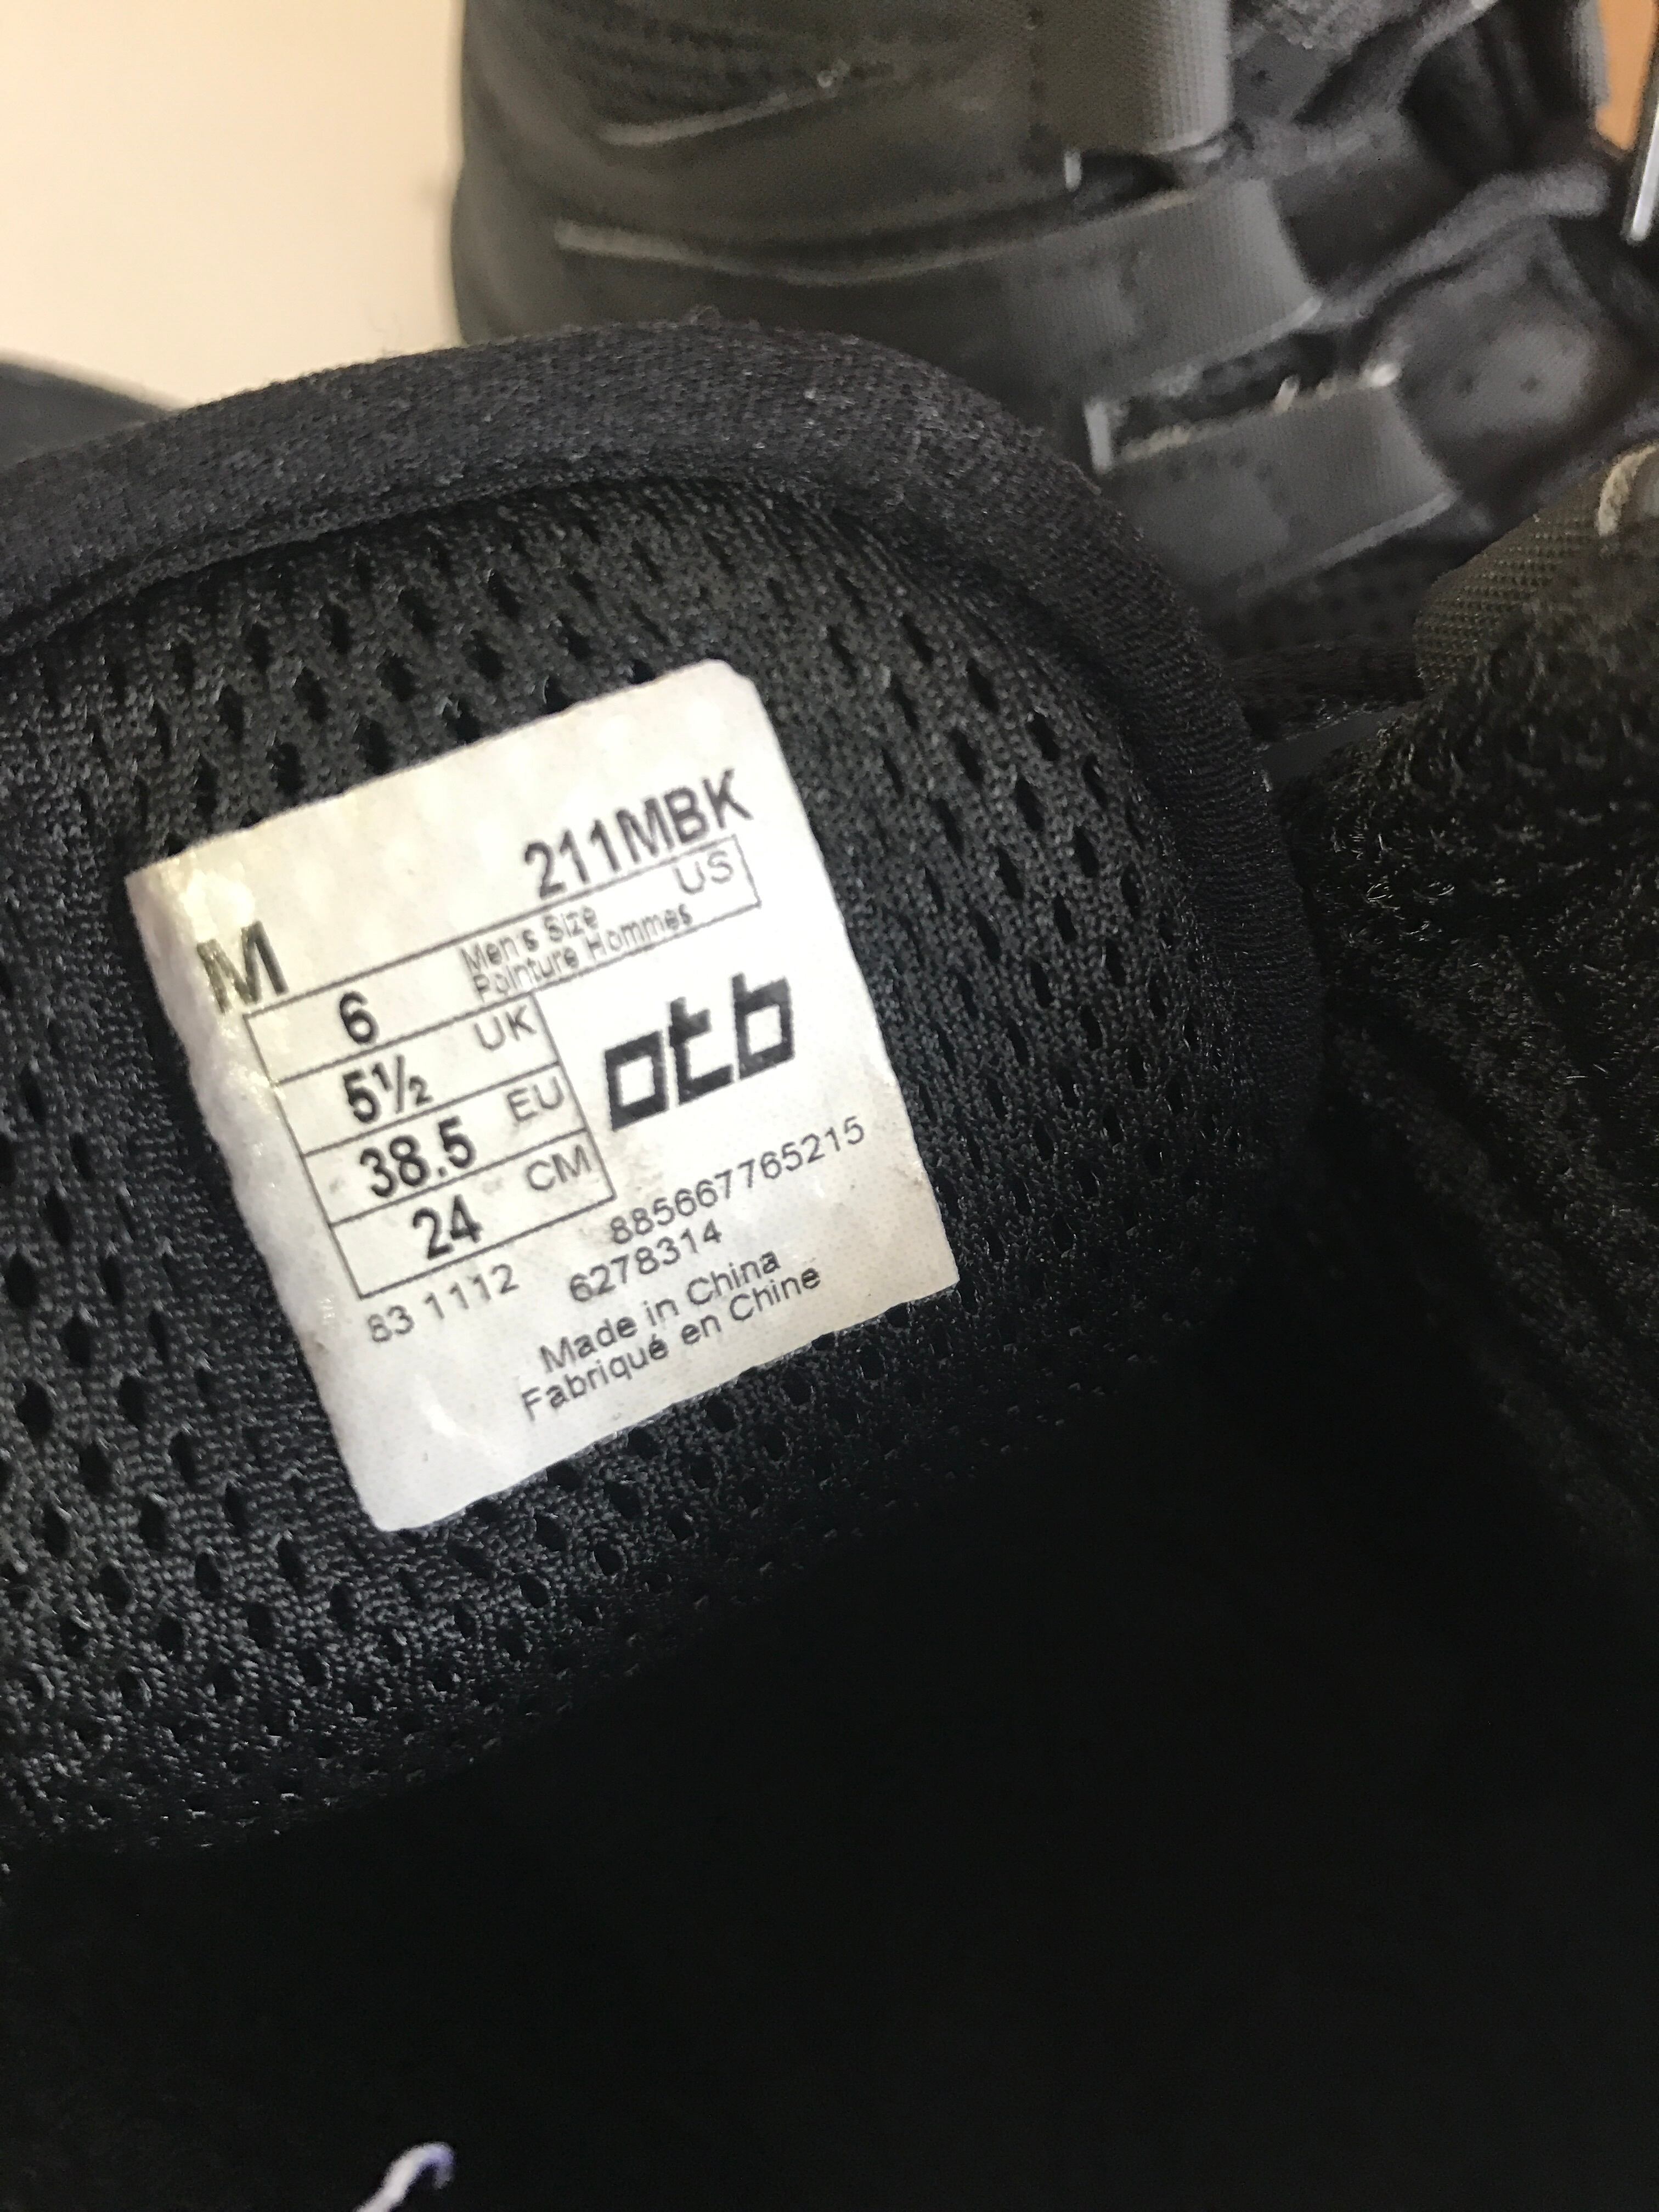 211MBK
M
6 Men's Size Pointure Hommes US
5½ UK
38.5 EU
24 CM
otb
885667765215
83 1112 6278314
Made in China
Fabriqué en Chine